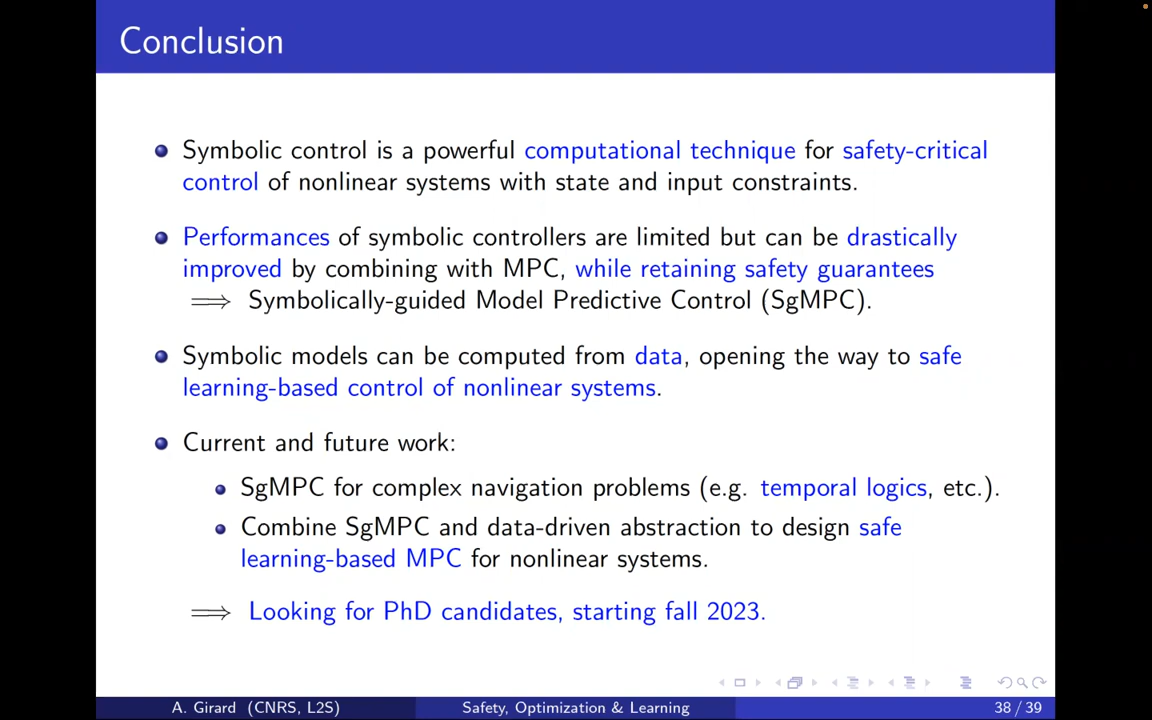 Conclusion
Symbolic control is a powerful computational technique for safety-critical
control of nonlinear systems with state and input constraints.
Performances of symbolic controllers are limited but can be drastically
improved by combining with MPC, while retaining safety guarantees
⟹ Symbolically-guided Model Predictive Control (SgMPC).
Symbolic models can be computed from data, opening the way to safe
learning-based control of nonlinear systems.
Current and future work:
SgMPC for complex navigation problems (e.g. temporal logics, etc.).
Combine SgMPC and data-driven abstraction to design safe
learning-based MPC for nonlinear systems.
⟹ Looking for PhD candidates, starting fall 2023.
A. Girard (CNRS, L2S) Safety, Optimization & Learning 38 / 39